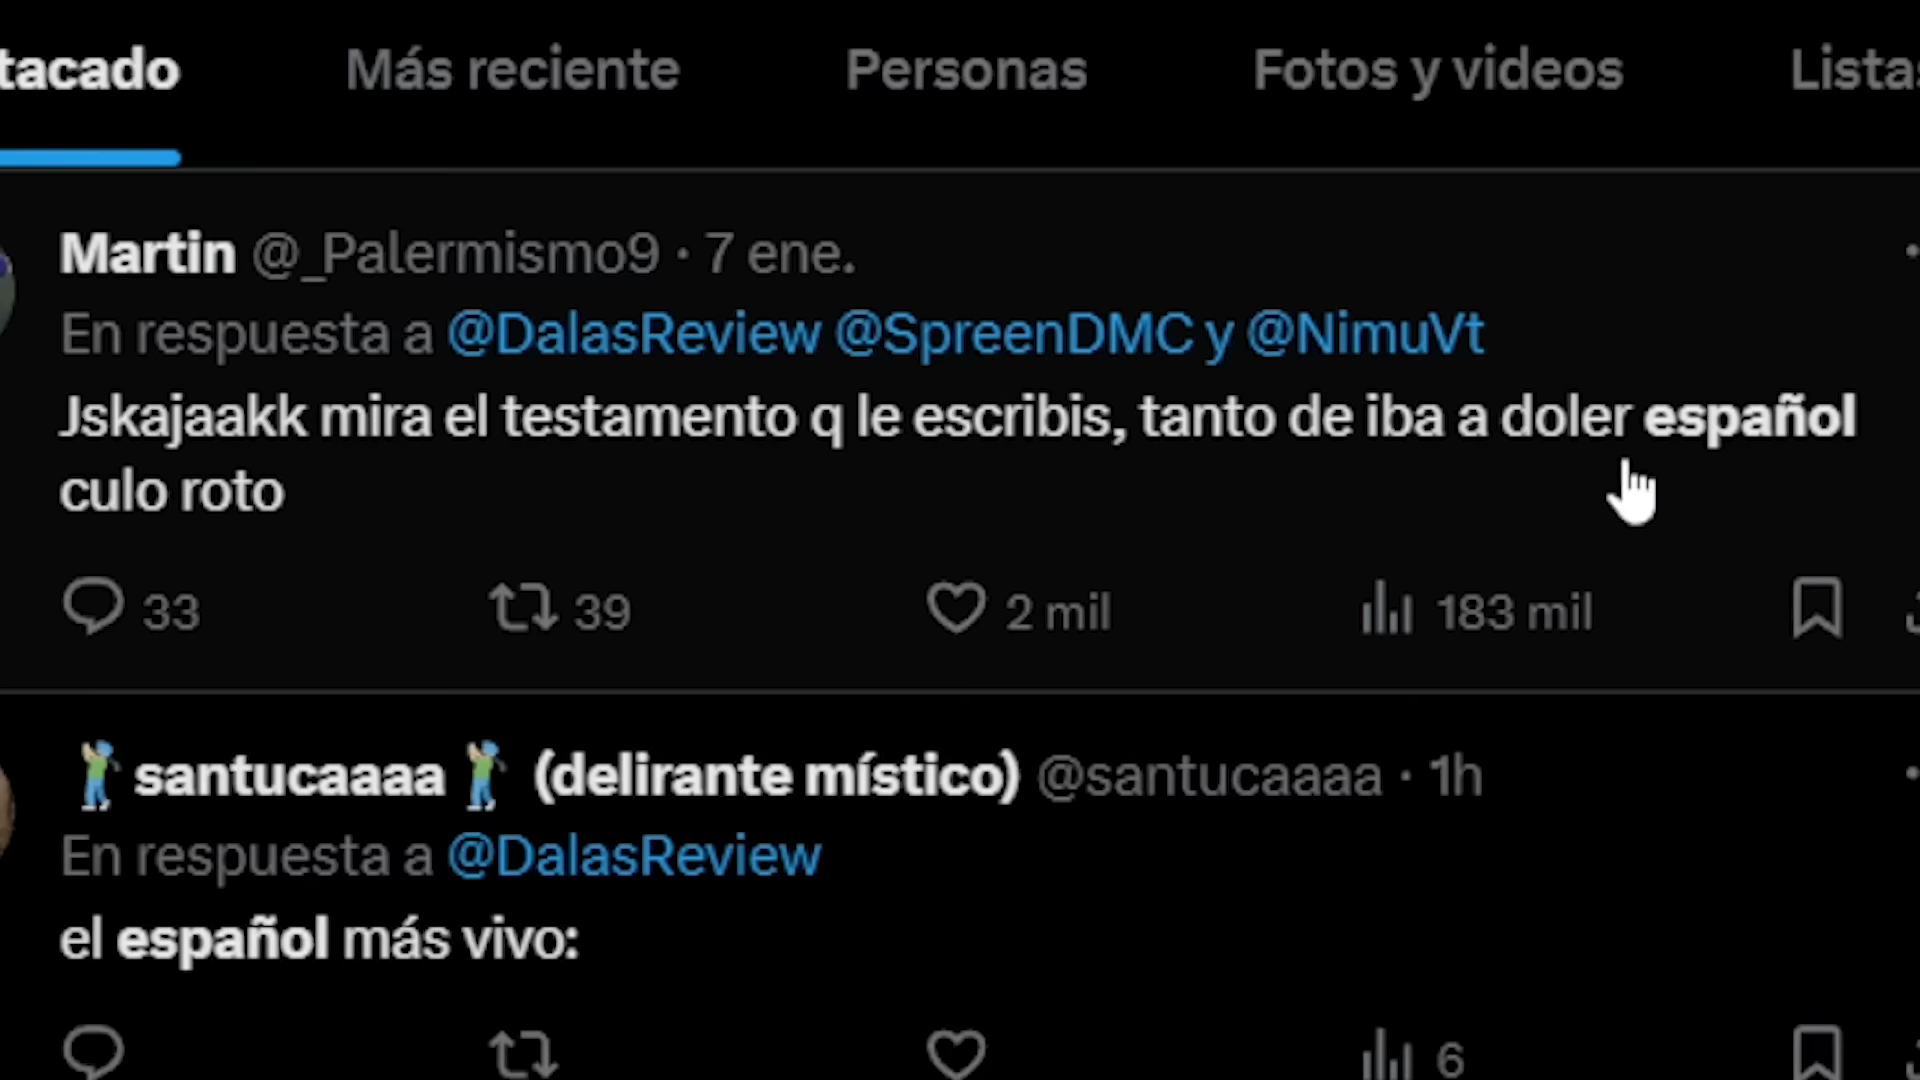 tacado Más reciente Personas Fotos y videos Listas
Martin @_Palermismo9 · 7 ene.
En respuesta a @DalasReview @SpreenDMC y @NimuVt
Jskajaakk mira el testamento q le escribis, tanto de iba a doler español
culo roto
33 39 2 mil 183 mil
santucaaaa (delirante místico) @santucaaaa · 1h
En respuesta a @DalasReview
el español más vivo:
6